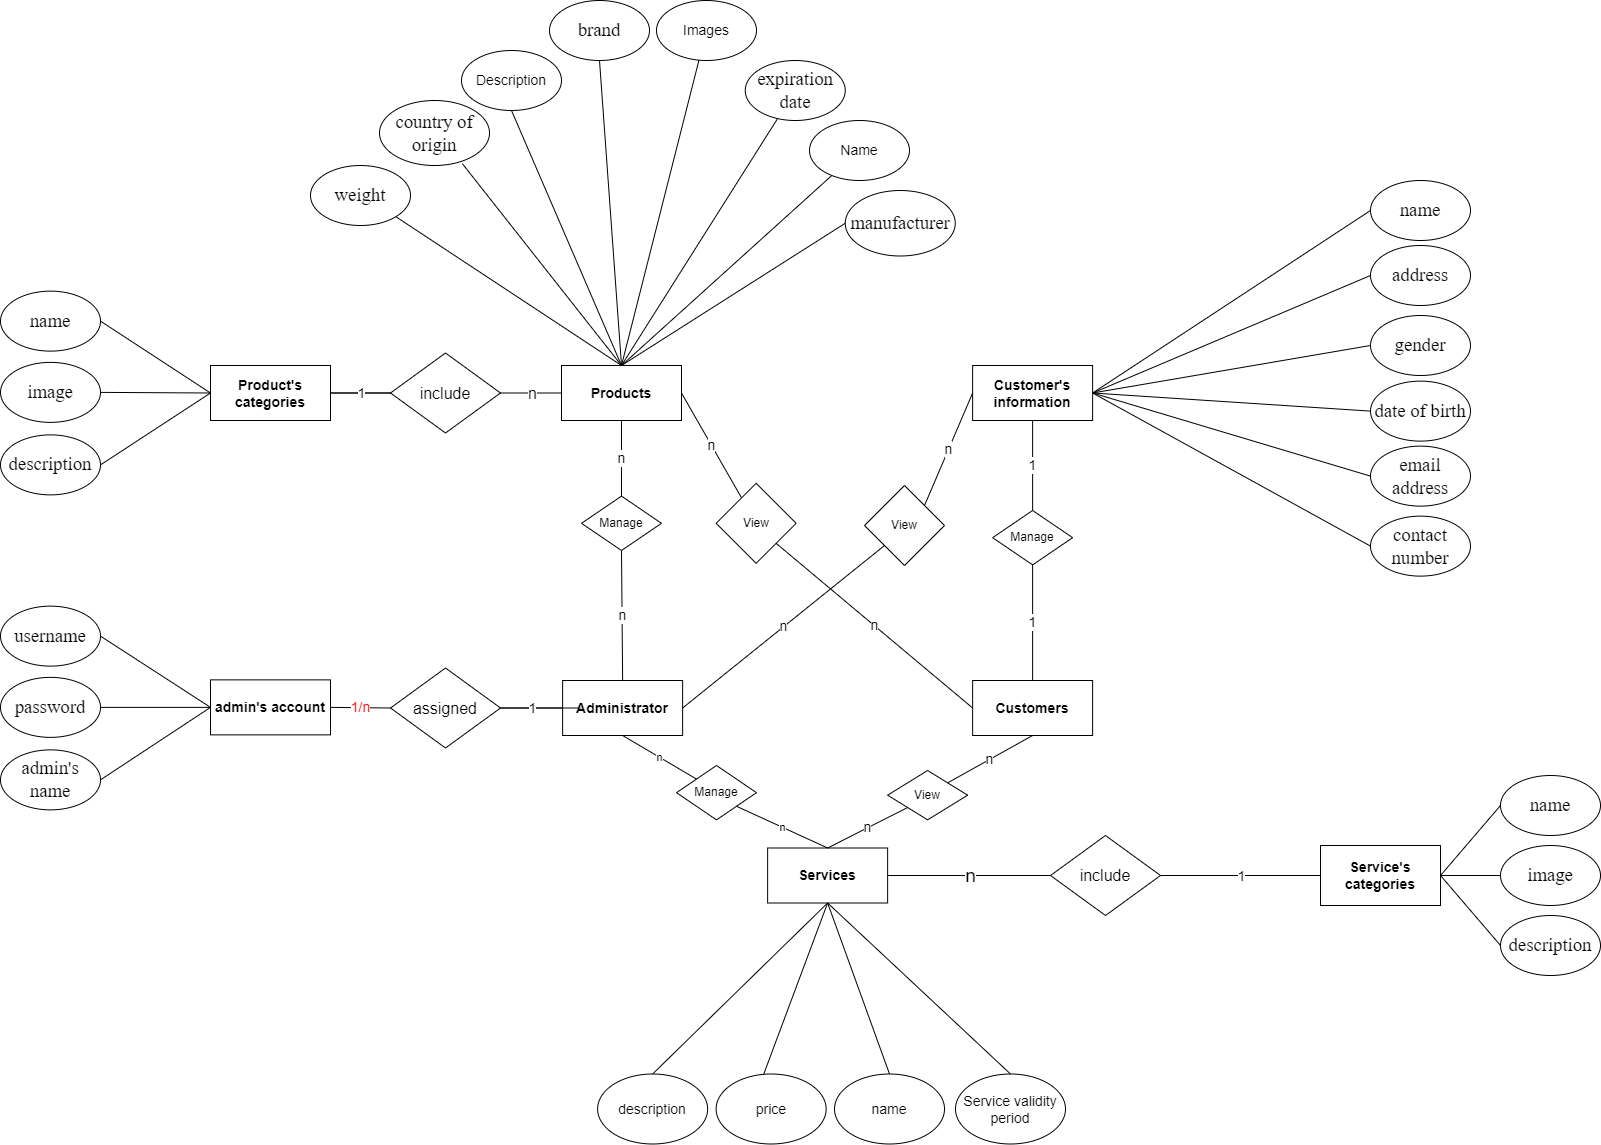 brand
Images
Description
expiration
date
country of
origin
Name
weight
manufacturer
name
address
gender
date of birth
email
address
contact
number
name
image
description
Product's
categories
1
include
n
Products
Customer's
information
n
n
n
1
Manage
View
View
Manage
n
n
n
1
username
password
admin's
name
admin's account
1/n
assigned
1
Administrator
Customers
n
n
Manage
View
n
n
Services
n
include
1
Service's
categories
name
image
description
description
price
name
Service validity
period